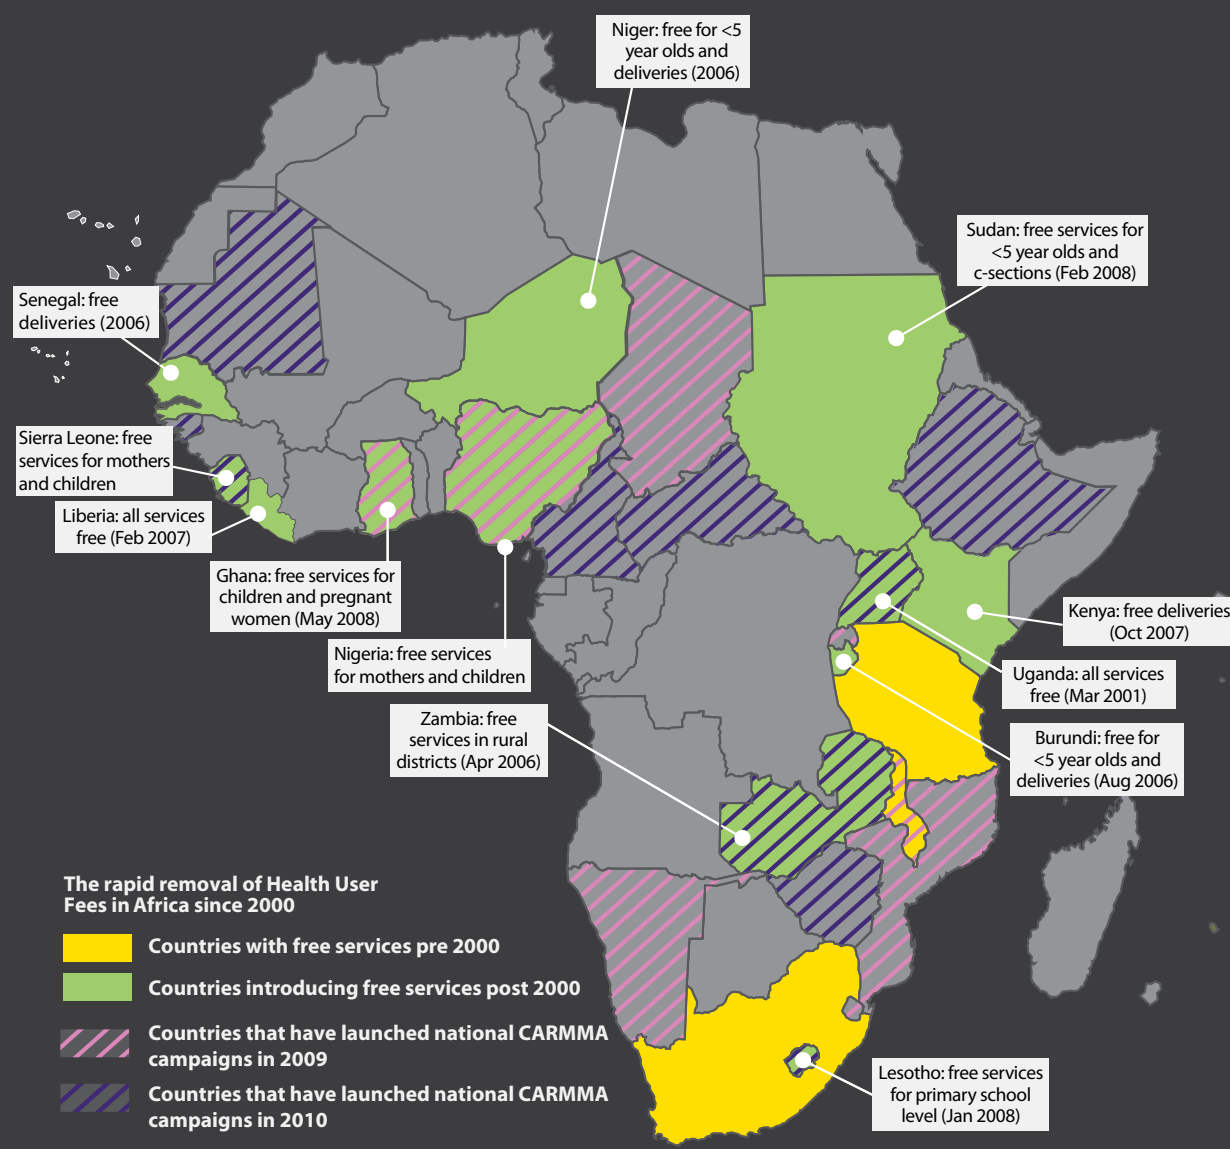 Niger: free for <5
year olds and
deliveries (2006)
Sudan: free services for
<5 year olds and
c-sections (Feb 2008)
Senegal: free
deliveries (2006)
Sierra Leone: free
services for mothers
and children
Liberia: all services
free (Feb 2007)
Ghana: free services for
children and pregnant
women (May 2008)
Nigeria: free services
for mothers and children
Kenya: free deliveries
(Oct 2007)
Uganda: all services
free (Mar 2001)
Zambia: free
services in rural
districts (Apr 2006)
Burundi: free for
<5 year olds and
deliveries (Aug 2006)
The rapid removal of Health User
Fees in Africa since 2000
Countries with free services pre 2000
Countries introducing free services post 2000
Countries that have launched national CARMMA
campaigns in 2009
Countries that have launched national CARMMA
campaigns in 2010
Lesotho: free services
for primary school
level (Jan 2008)